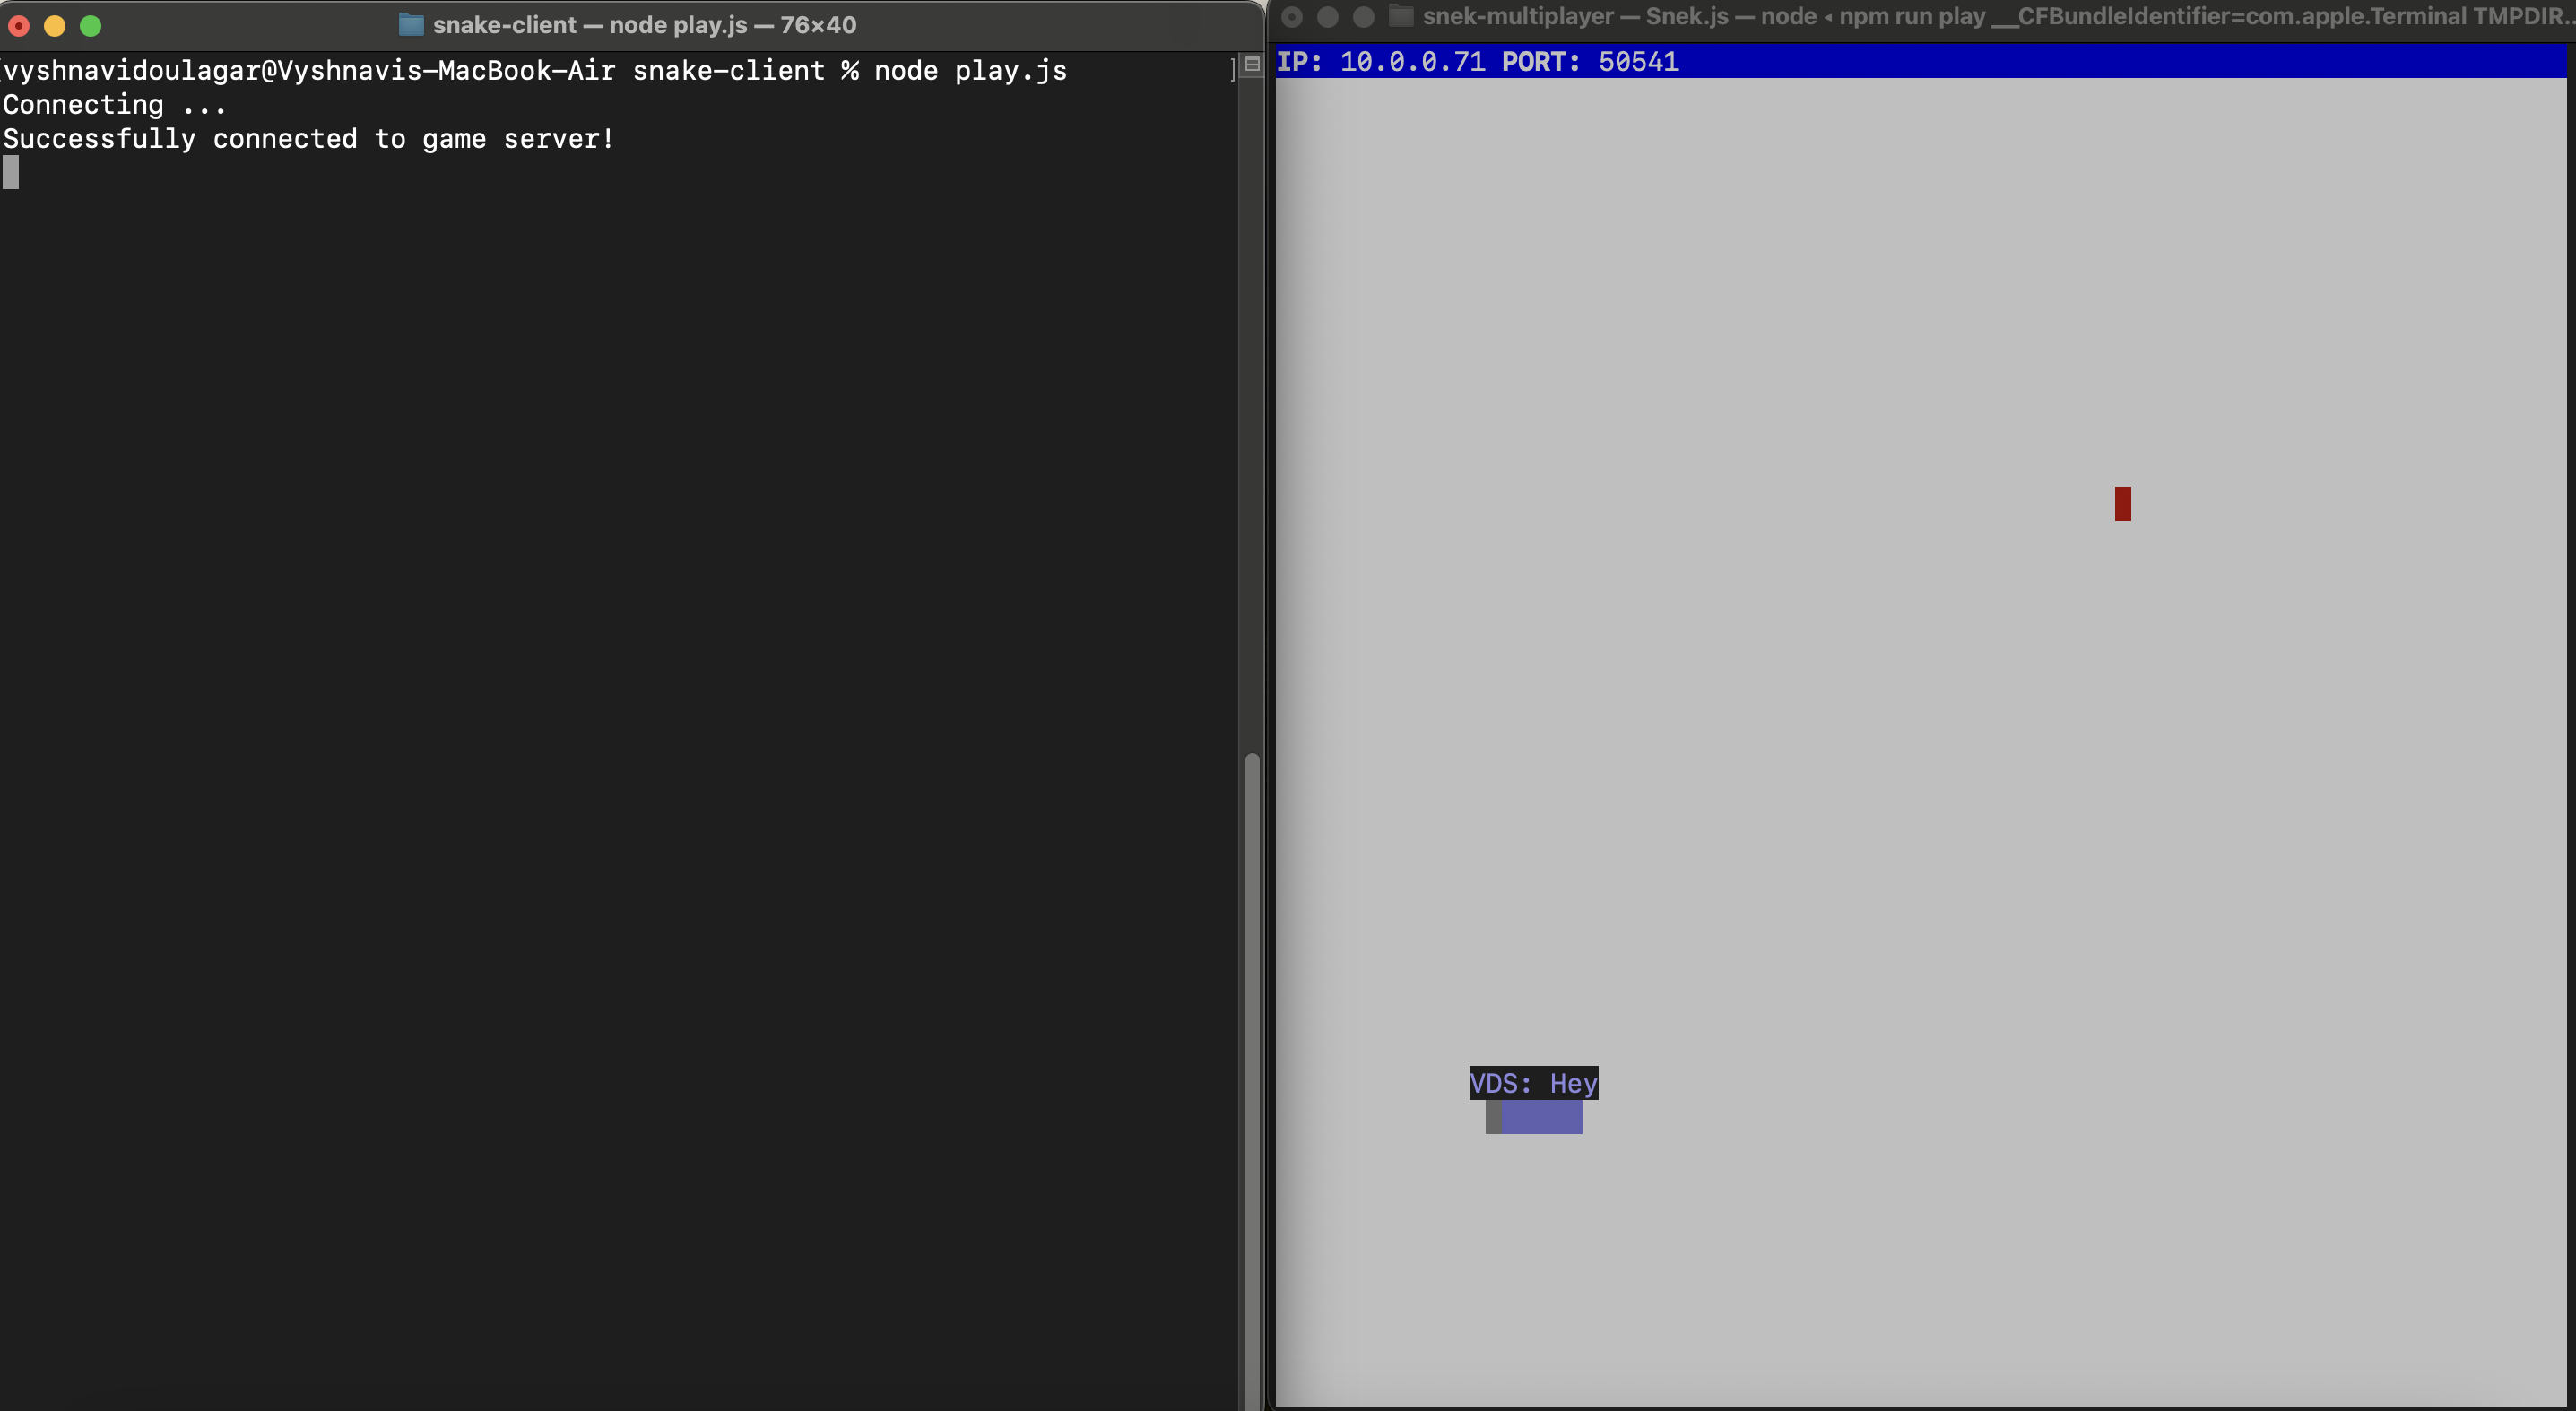 snake-client — node play.js — 76×40
vyshnavidoulagar@Vyshnavis-MacBook-Air snake-client % node play.js
Connecting ...
Successfully connected to game server!
snek-multiplayer — Snek.js — node ◂ npm run play __CFBundleIdentifier=com.apple.Terminal TMPDIR...
IP: 10.0.0.71 PORT: 50541
VDS: Hey